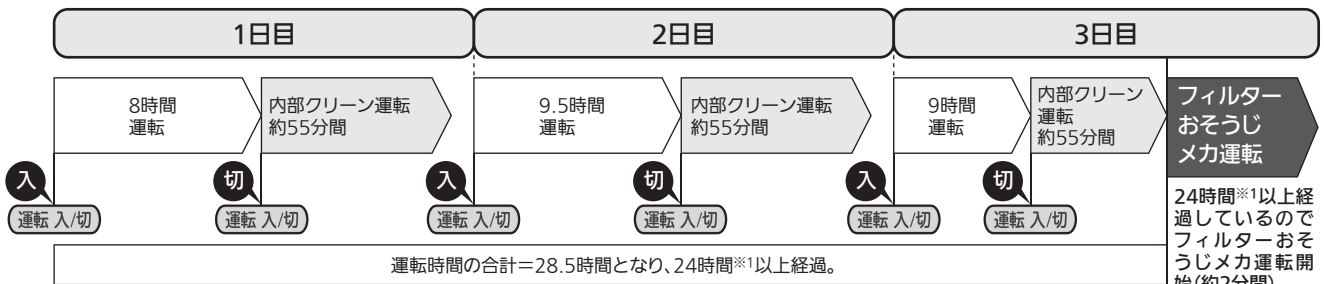 1日目
2日目
3日目
8時間
運転
内部クリーン運転
約55分間
9.5時間
運転
内部クリーン運転
約55分間
9時間
運転
内部クリーン
運転
約55分間
フィルター
おそうじ
メカ運転
入
切
入
切
入
切
運転 入/切
運転 入/切
運転 入/切
運転 入/切
運転 入/切
運転 入/切
24時間※1以上経
過しているので
フィルターおそ
うじメカ運転開
始(約2分間)
運転時間の合計=28.5時間となり、24時間※1以上経過。